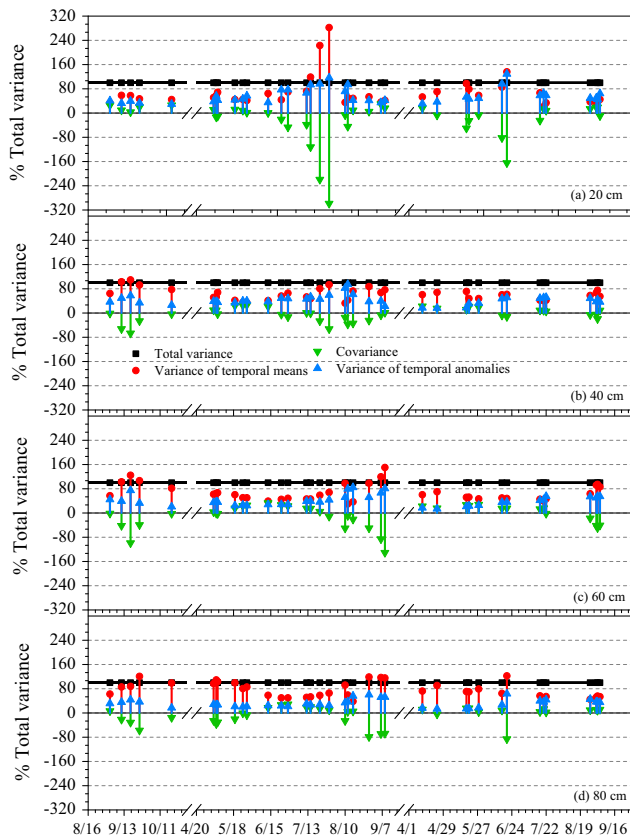 320
240
160
80
0
-80
-160
-240
-320
% Total variance
(a) 20 cm
240
160
80
0
-80
-160
-240
-320
% Total variance
Total variance
Covariance
Variance of temporal means
Variance of temporal anomalies
(b) 40 cm
240
160
80
0
-80
-160
-240
-320
% Total variance
(c) 60 cm
240
160
80
0
-80
-160
-240
-320
% Total variance
(d) 80 cm
8/16 9/13 10/11 4/20 5/18 6/15 7/13 8/10 9/7 4/1 4/29 5/27 6/24 7/22 8/19 9/16